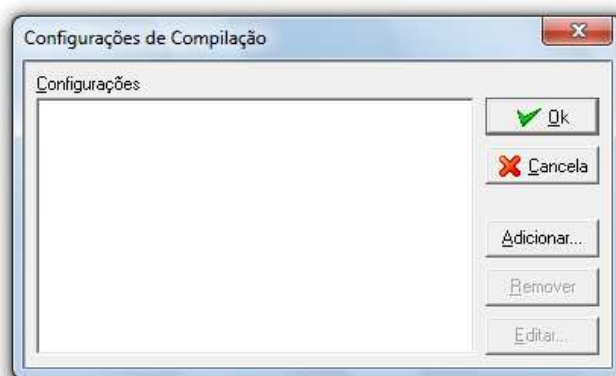 Configurações de Compilação
Configurações
Ok
Cancela
Adicionar...
Remover
Editar...